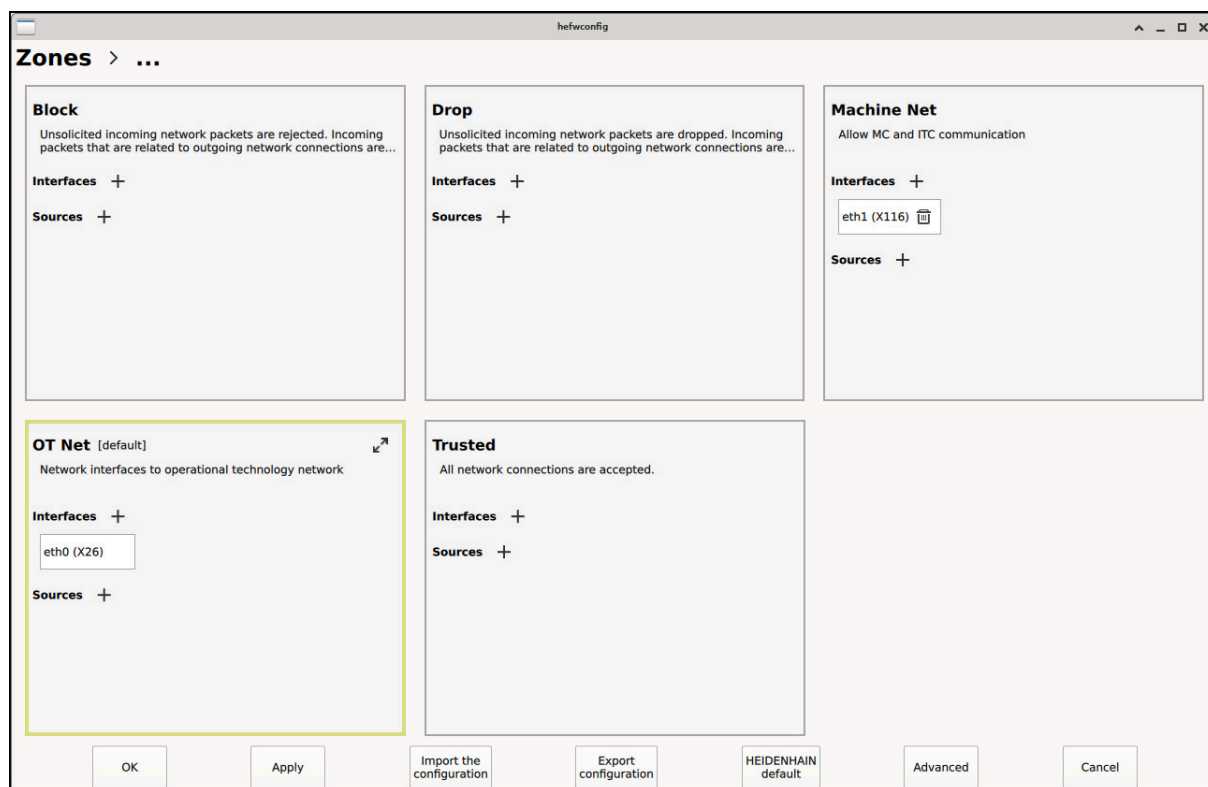 hefwconfig
Zones > ...
Block
Unsolicited incoming network packets are rejected. Incoming
packets that are related to outgoing network connections are...
Interfaces +
Sources +
Drop
Unsolicited incoming network packets are dropped. Incoming
packets that are related to outgoing network connections are...
Interfaces +
Sources +
Machine Net
Allow MC and ITC communication
Interfaces +
eth1 (X116)
Sources +
OT Net [default]
Network interfaces to operational technology network
Interfaces +
eth0 (X26)
Sources +
Trusted
All network connections are accepted.
Interfaces +
Sources +
OK
Apply
Import the
configuration
Export
configuration
HEIDENHAIN
default
Advanced
Cancel